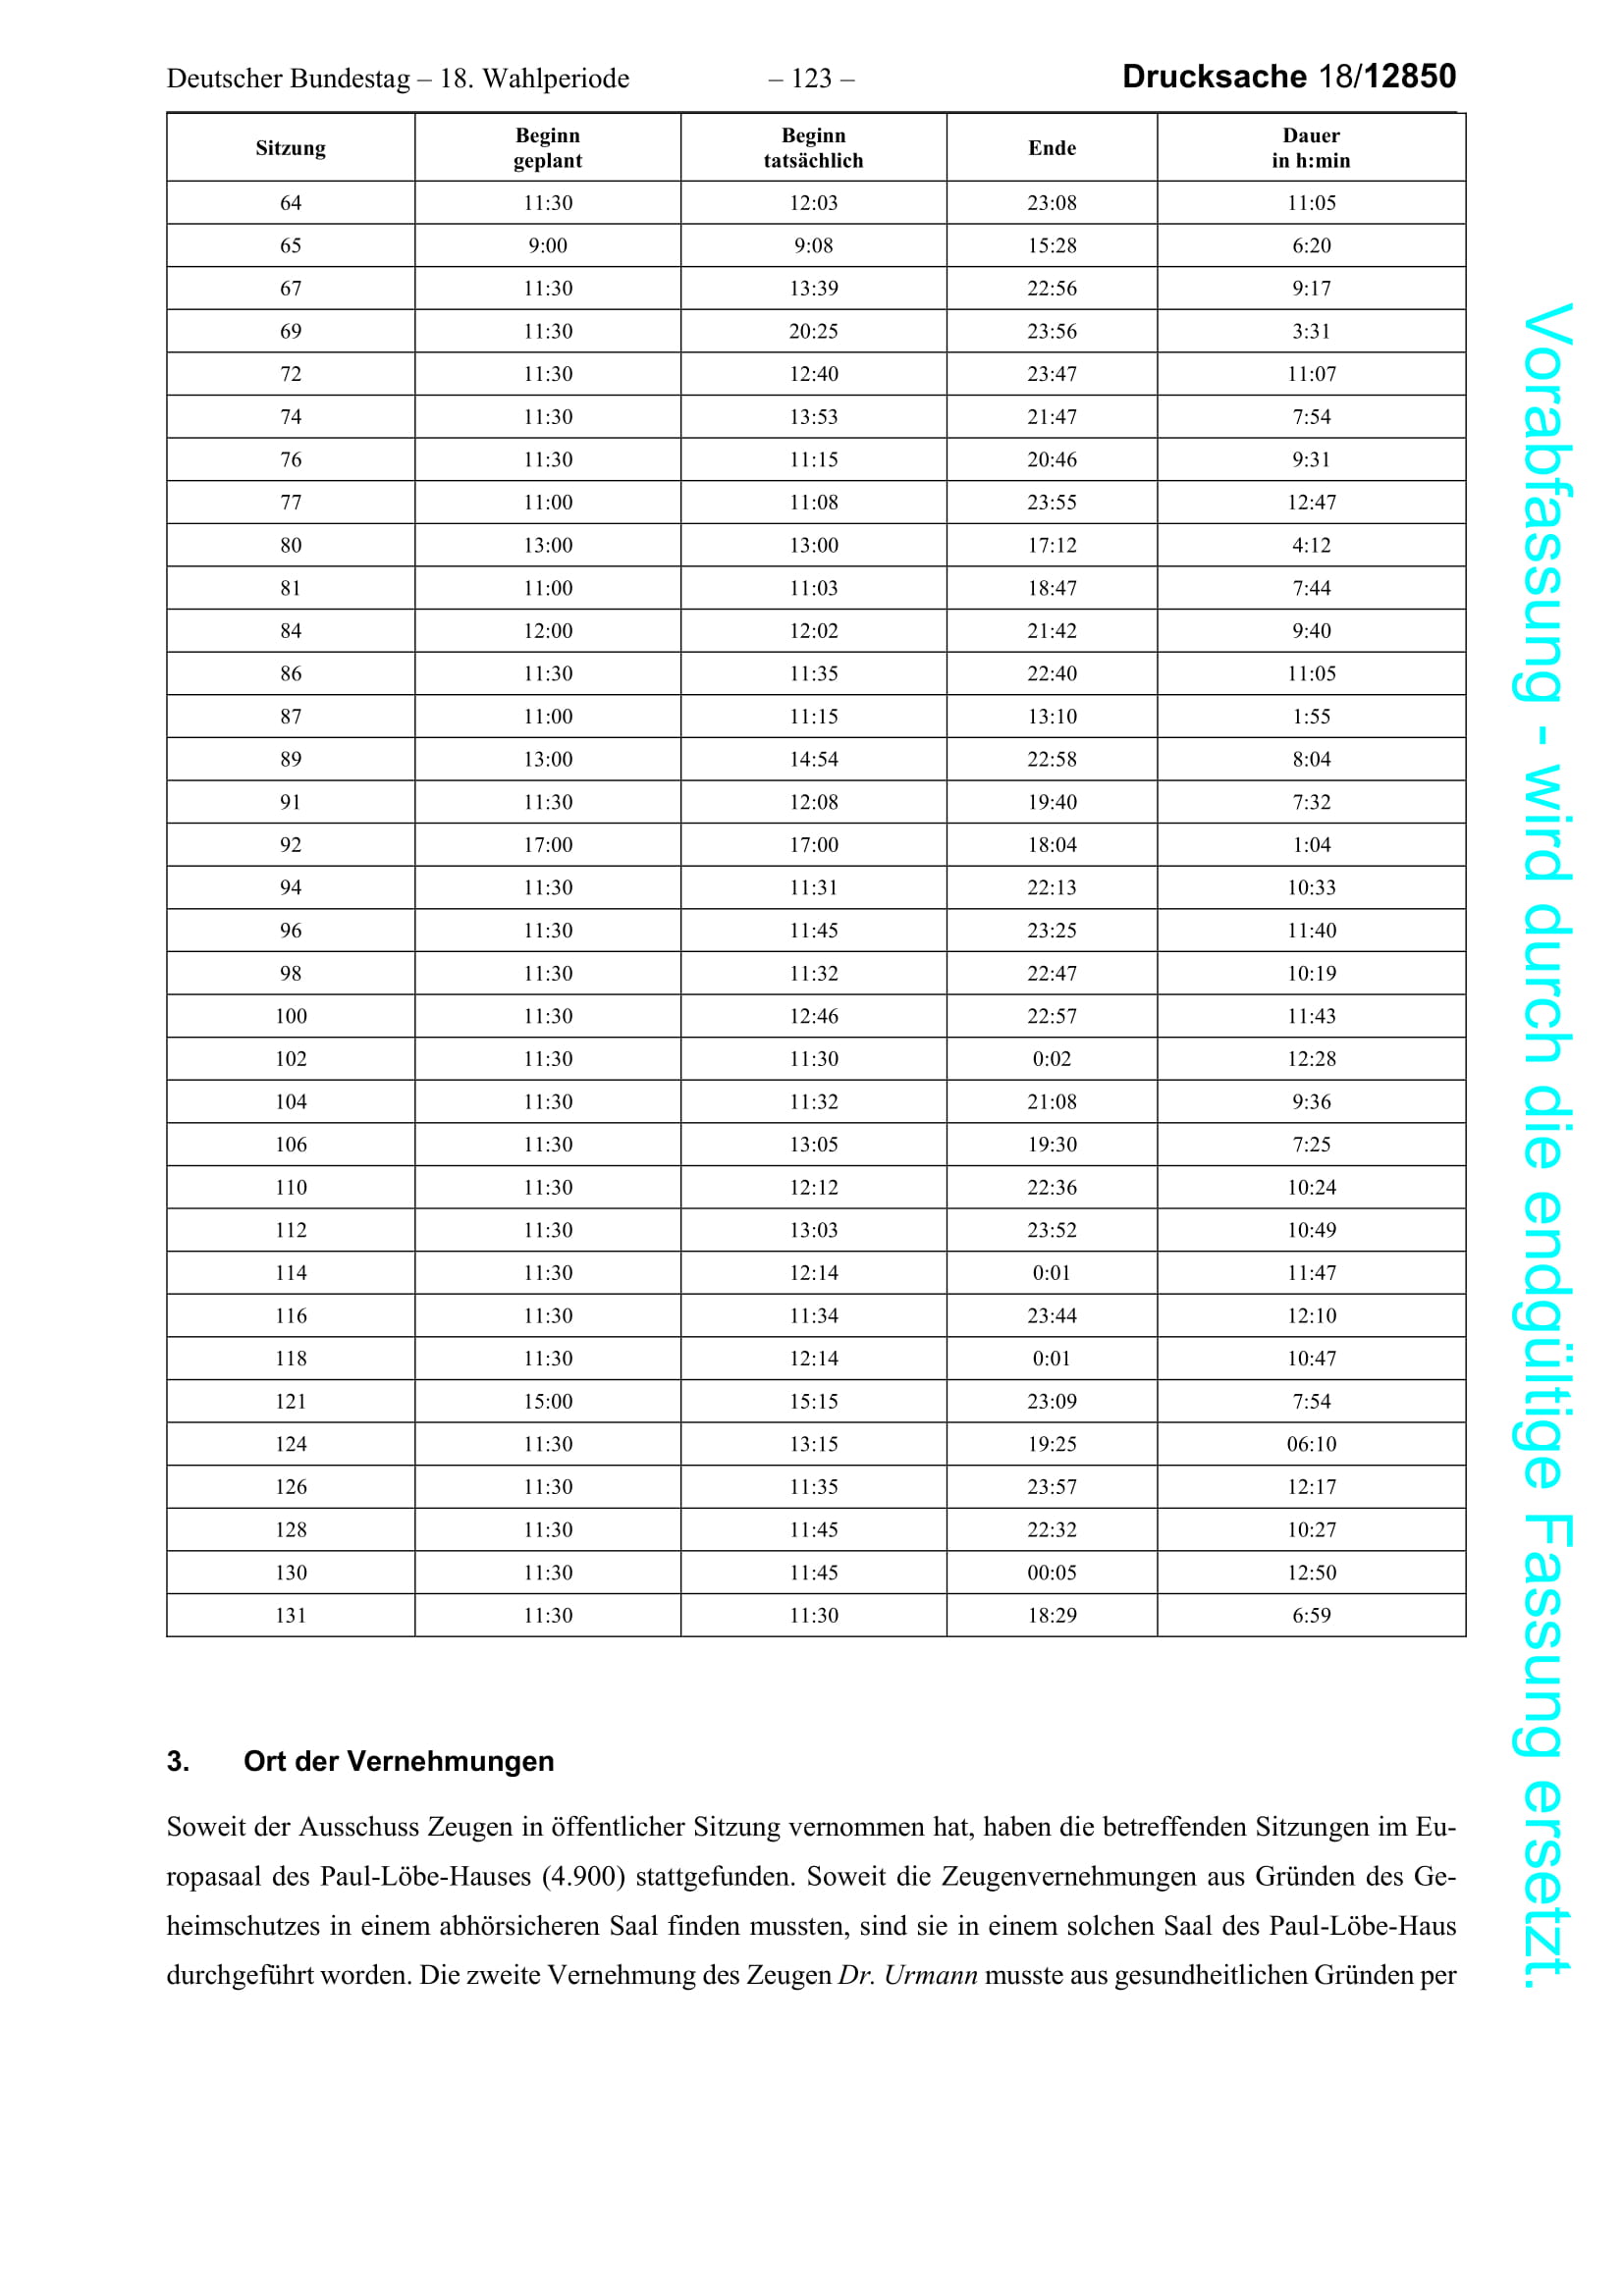 Deutscher Bundestag – 18. Wahlperiode – 123 – Drucksache 18/12850
Sitzung Beginn geplant Beginn tatsächlich Ende Dauer in h:min
64 11:30 12:03 23:08 11:05
65 9:00 9:08 15:28 6:20
67 11:30 13:39 22:56 9:17
69 11:30 20:25 23:56 3:31
72 11:30 12:40 23:47 11:07
74 11:30 13:53 21:47 7:54
76 11:30 11:15 20:46 9:31
77 11:00 11:08 23:55 12:47
80 13:00 13:00 17:12 4:12
81 11:00 11:03 18:47 7:44
84 12:00 12:02 21:42 9:40
86 11:30 11:35 22:40 11:05
87 11:00 11:15 13:10 1:55
89 13:00 14:54 22:58 8:04
91 11:30 12:08 19:40 7:32
92 17:00 17:00 18:04 1:04
94 11:30 11:31 22:13 10:33
96 11:30 11:45 23:25 11:40
98 11:30 11:32 22:47 10:19
100 11:30 12:46 22:57 11:43
102 11:30 11:30 0:02 12:28
104 11:30 11:32 21:08 9:36
106 11:30 13:05 19:30 7:25
110 11:30 12:12 22:36 10:24
112 11:30 13:03 23:52 10:49
114 11:30 12:14 0:01 11:47
116 11:30 11:34 23:44 12:10
118 11:30 12:14 0:01 10:47
121 15:00 15:15 23:09 7:54
124 11:30 13:15 19:25 06:10
126 11:30 11:35 23:57 12:17
128 11:30 11:45 22:32 10:27
130 11:30 11:45 00:05 12:50
131 11:30 11:30 18:29 6:59
3. Ort der Vernehmungen
Soweit der Ausschuss Zeugen in öffentlicher Sitzung vernommen hat, haben die betreffenden Sitzungen im Eu-
ropasaal des Paul-Löbe-Hauses (4.900) stattgefunden. Soweit die Zeugenvernehmungen aus Gründen des Ge-
heimschutzes in einem abhörsicheren Saal finden mussten, sind sie in einem solchen Saal des Paul-Löbe-Haus
durchgeführt worden. Die zweite Vernehmung des Zeugen Dr. Urmann musste aus gesundheitlichen Gründen per
Vorabfassung - wird durch die endgültige Fassung ersetzt.